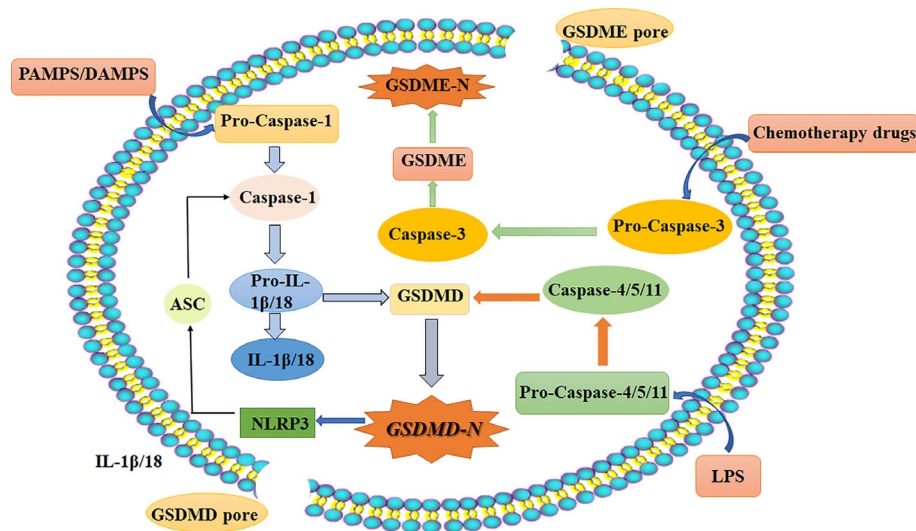 GSDME pore
PAMPS/DAMPS
GSDME-N
Pro-Caspase-1
Chemotherapy drugs
GSDME
Caspase-1
Caspase-3
Pro-Caspase-3
Pro-IL-
1β/18
GSDMD
Caspase-4/5/11
ASC
IL-1β/18
Pro-Caspase-4/5/11
NLRP3
GSDMD-N
IL-1β/18
LPS
GSDMD pore